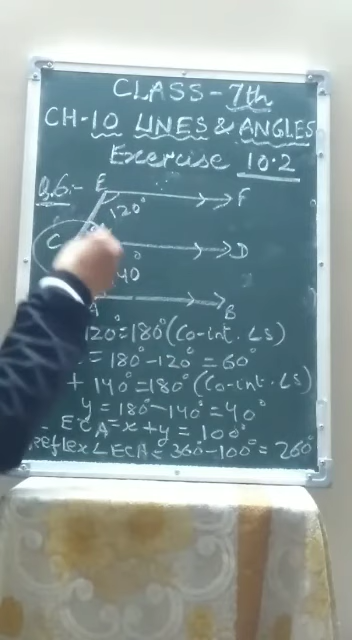 CLASS-7th
CH-10 LINES & ANGLES
Exercise 10.2
Q.6:- E F
120°
C D
40
A B
120°=180°(Co-int.∠S)
=180°-120°=60°
+140°=180°(Co-int.∠S)
y=180°-140°=40°
ECA=x+y=100°
reflex∠ECA=360-100°=260°